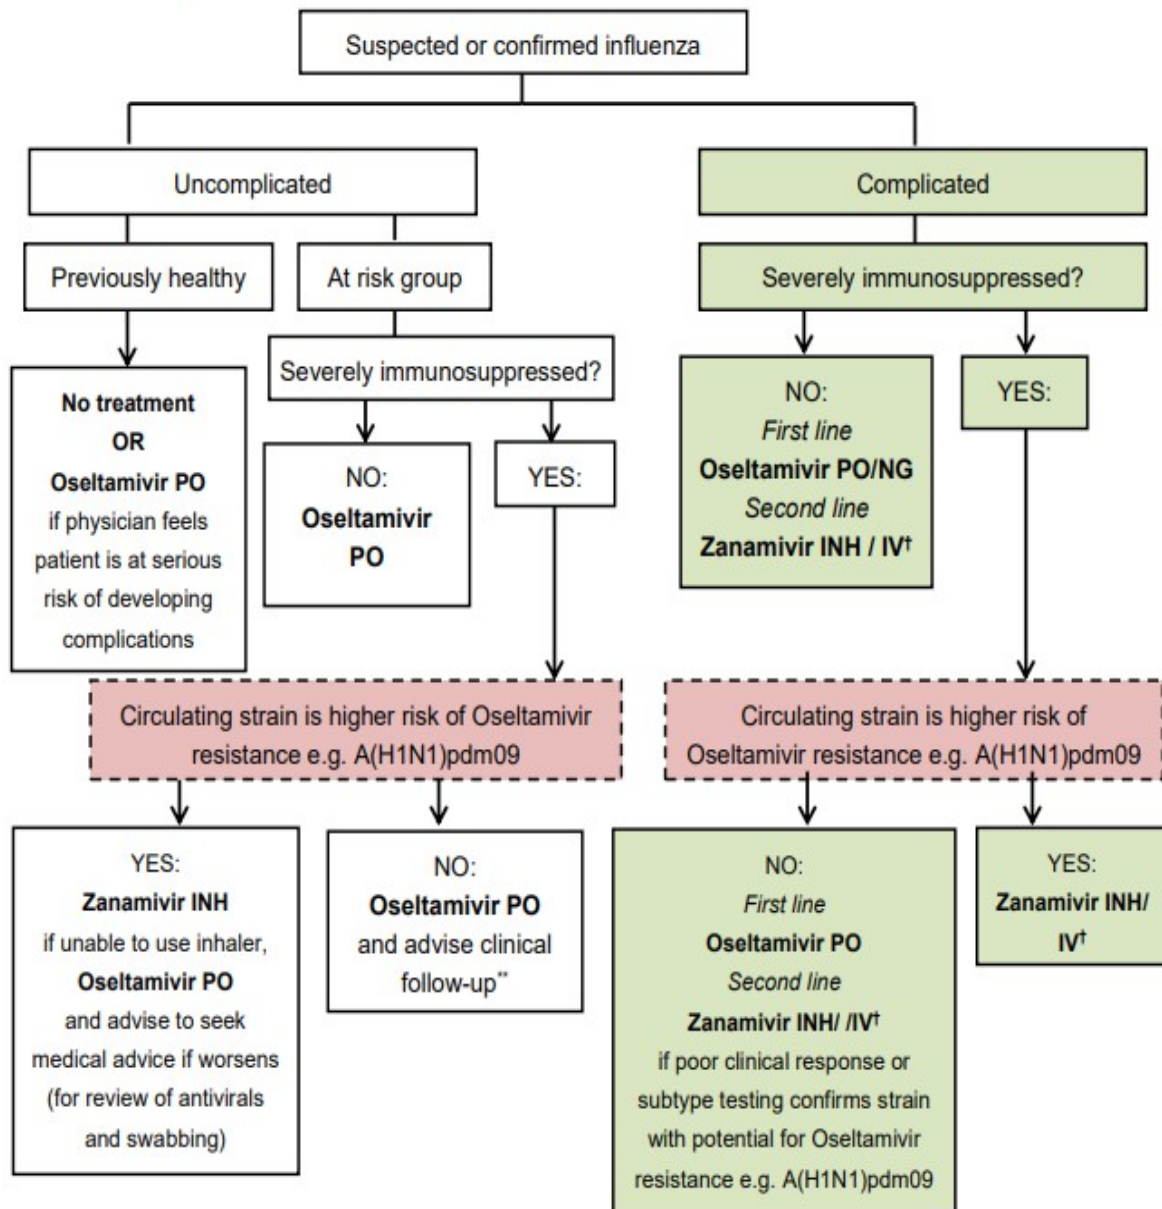 Suspected or confirmed influenza
Uncomplicated
Complicated
Previously healthy
At risk group
Severely immunosuppressed?
Severely immunosuppressed?
No treatment
OR
Oseltamivir PO
if physician feels
patient is at serious
risk of developing
complications
NO:
Oseltamivir
PO
YES:
NO:
First line
Oseltamivir PO/NG
Second line
Zanamivir INH / IV†
YES:
Circulating strain is higher risk of Oseltamivir
resistance e.g. A(H1N1)pdm09
Circulating strain is higher risk of
Oseltamivir resistance e.g. A(H1N1)pdm09
YES:
Zanamivir INH
if unable to use inhaler,
Oseltamivir PO
and advise to seek
medical advice if worsens
(for review of antivirals
and swabbing)
NO:
Oseltamivir PO
and advise clinical
follow-up**
NO:
First line
Oseltamivir PO
Second line
Zanamivir INH/ /IV†
if poor clinical response or
subtype testing confirms strain
with potential for Oseltamivir
resistance e.g. A(H1N1)pdm09
YES:
Zanamivir INH/
IV†